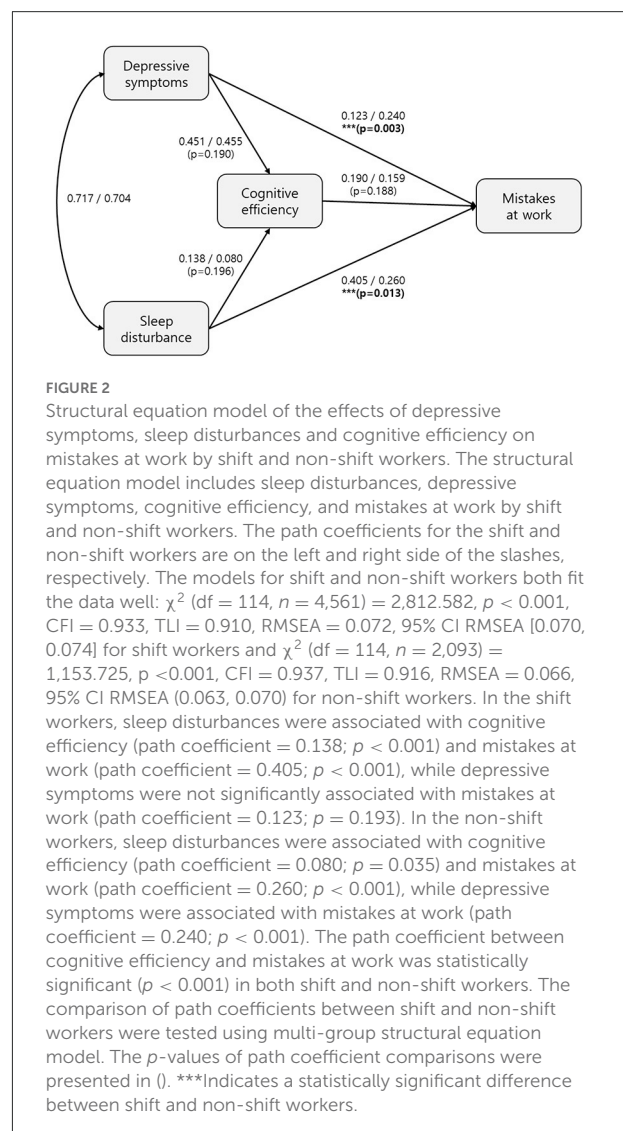 Depressive
symptoms
0.123 / 0.240
***(p=0.003)
0.451 / 0.455
(p=0.190)
0.190 / 0.159
(p=0.188)
0.717 / 0.704
Cognitive
efficiency
Mistakes
at work
0.138 / 0.080
(p=0.196)
0.405 / 0.260
***(p=0.013)
Sleep
disturbance
FIGURE 2
Structural equation model of the effects of depressive
symptoms, sleep disturbances and cognitive efficiency on
mistakes at work by shift and non-shift workers. The structural
equation model includes sleep disturbances, depressive
symptoms, cognitive efficiency, and mistakes at work by shift
and non-shift workers. The path coefficients for the shift and
non-shift workers are on the left and right side of the slashes,
respectively. The models for shift and non-shift workers both fit
the data well: χ² (df = 114, n = 4,561) = 2,812.582, p < 0.001,
CFI = 0.933, TLI = 0.910, RMSEA = 0.072, 95% CI RMSEA [0.070,
0.074] for shift workers and χ² (df = 114, n = 2,093) =
1,153.725, p <0.001, CFI = 0.937, TLI = 0.916, RMSEA = 0.066,
95% CI RMSEA (0.063, 0.070) for non-shift workers. In the shift
workers, sleep disturbances were associated with cognitive
efficiency (path coefficient = 0.138; p < 0.001) and mistakes at
work (path coefficient = 0.405; p < 0.001), while depressive
symptoms were not significantly associated with mistakes at
work (path coefficient = 0.123; p = 0.193). In the non-shift
workers, sleep disturbances were associated with cognitive
efficiency (path coefficient = 0.080; p = 0.035) and mistakes at
work (path coefficient = 0.260; p < 0.001), while depressive
symptoms were associated with mistakes at work (path
coefficient = 0.240; p < 0.001). The path coefficient between
cognitive efficiency and mistakes at work was statistically
significant (p < 0.001) in both shift and non-shift workers. The
comparison of path coefficients between shift and non-shift
workers were tested using multi-group structural equation
model. The p-values of path coefficient comparisons were
presented in (). ***Indicates a statistically significant difference
between shift and non-shift workers.